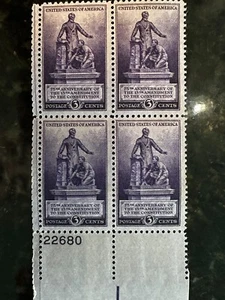 UNITED STATES OF AMERICA
UNITED STATES OF AMERICA
75TH ANNIVERSARY OF
THE 13TH AMENDMENT
TO THE CONSTITUTION
POSTAGE 3 CENTS
75TH ANNIVERSARY OF
THE 13TH AMENDMENT
TO THE CONSTITUTION
POSTAGE 3 CENTS
UNITED STATES OF AMERICA
UNITED STATES OF AMERICA
75TH ANNIVERSARY OF
THE 13TH AMENDMENT
TO THE CONSTITUTION
POSTAGE 3 CENTS
75TH ANNIVERSARY OF
THE 13TH AMENDMENT
TO THE CONSTITUTION
POSTAGE 3 CENTS
22680